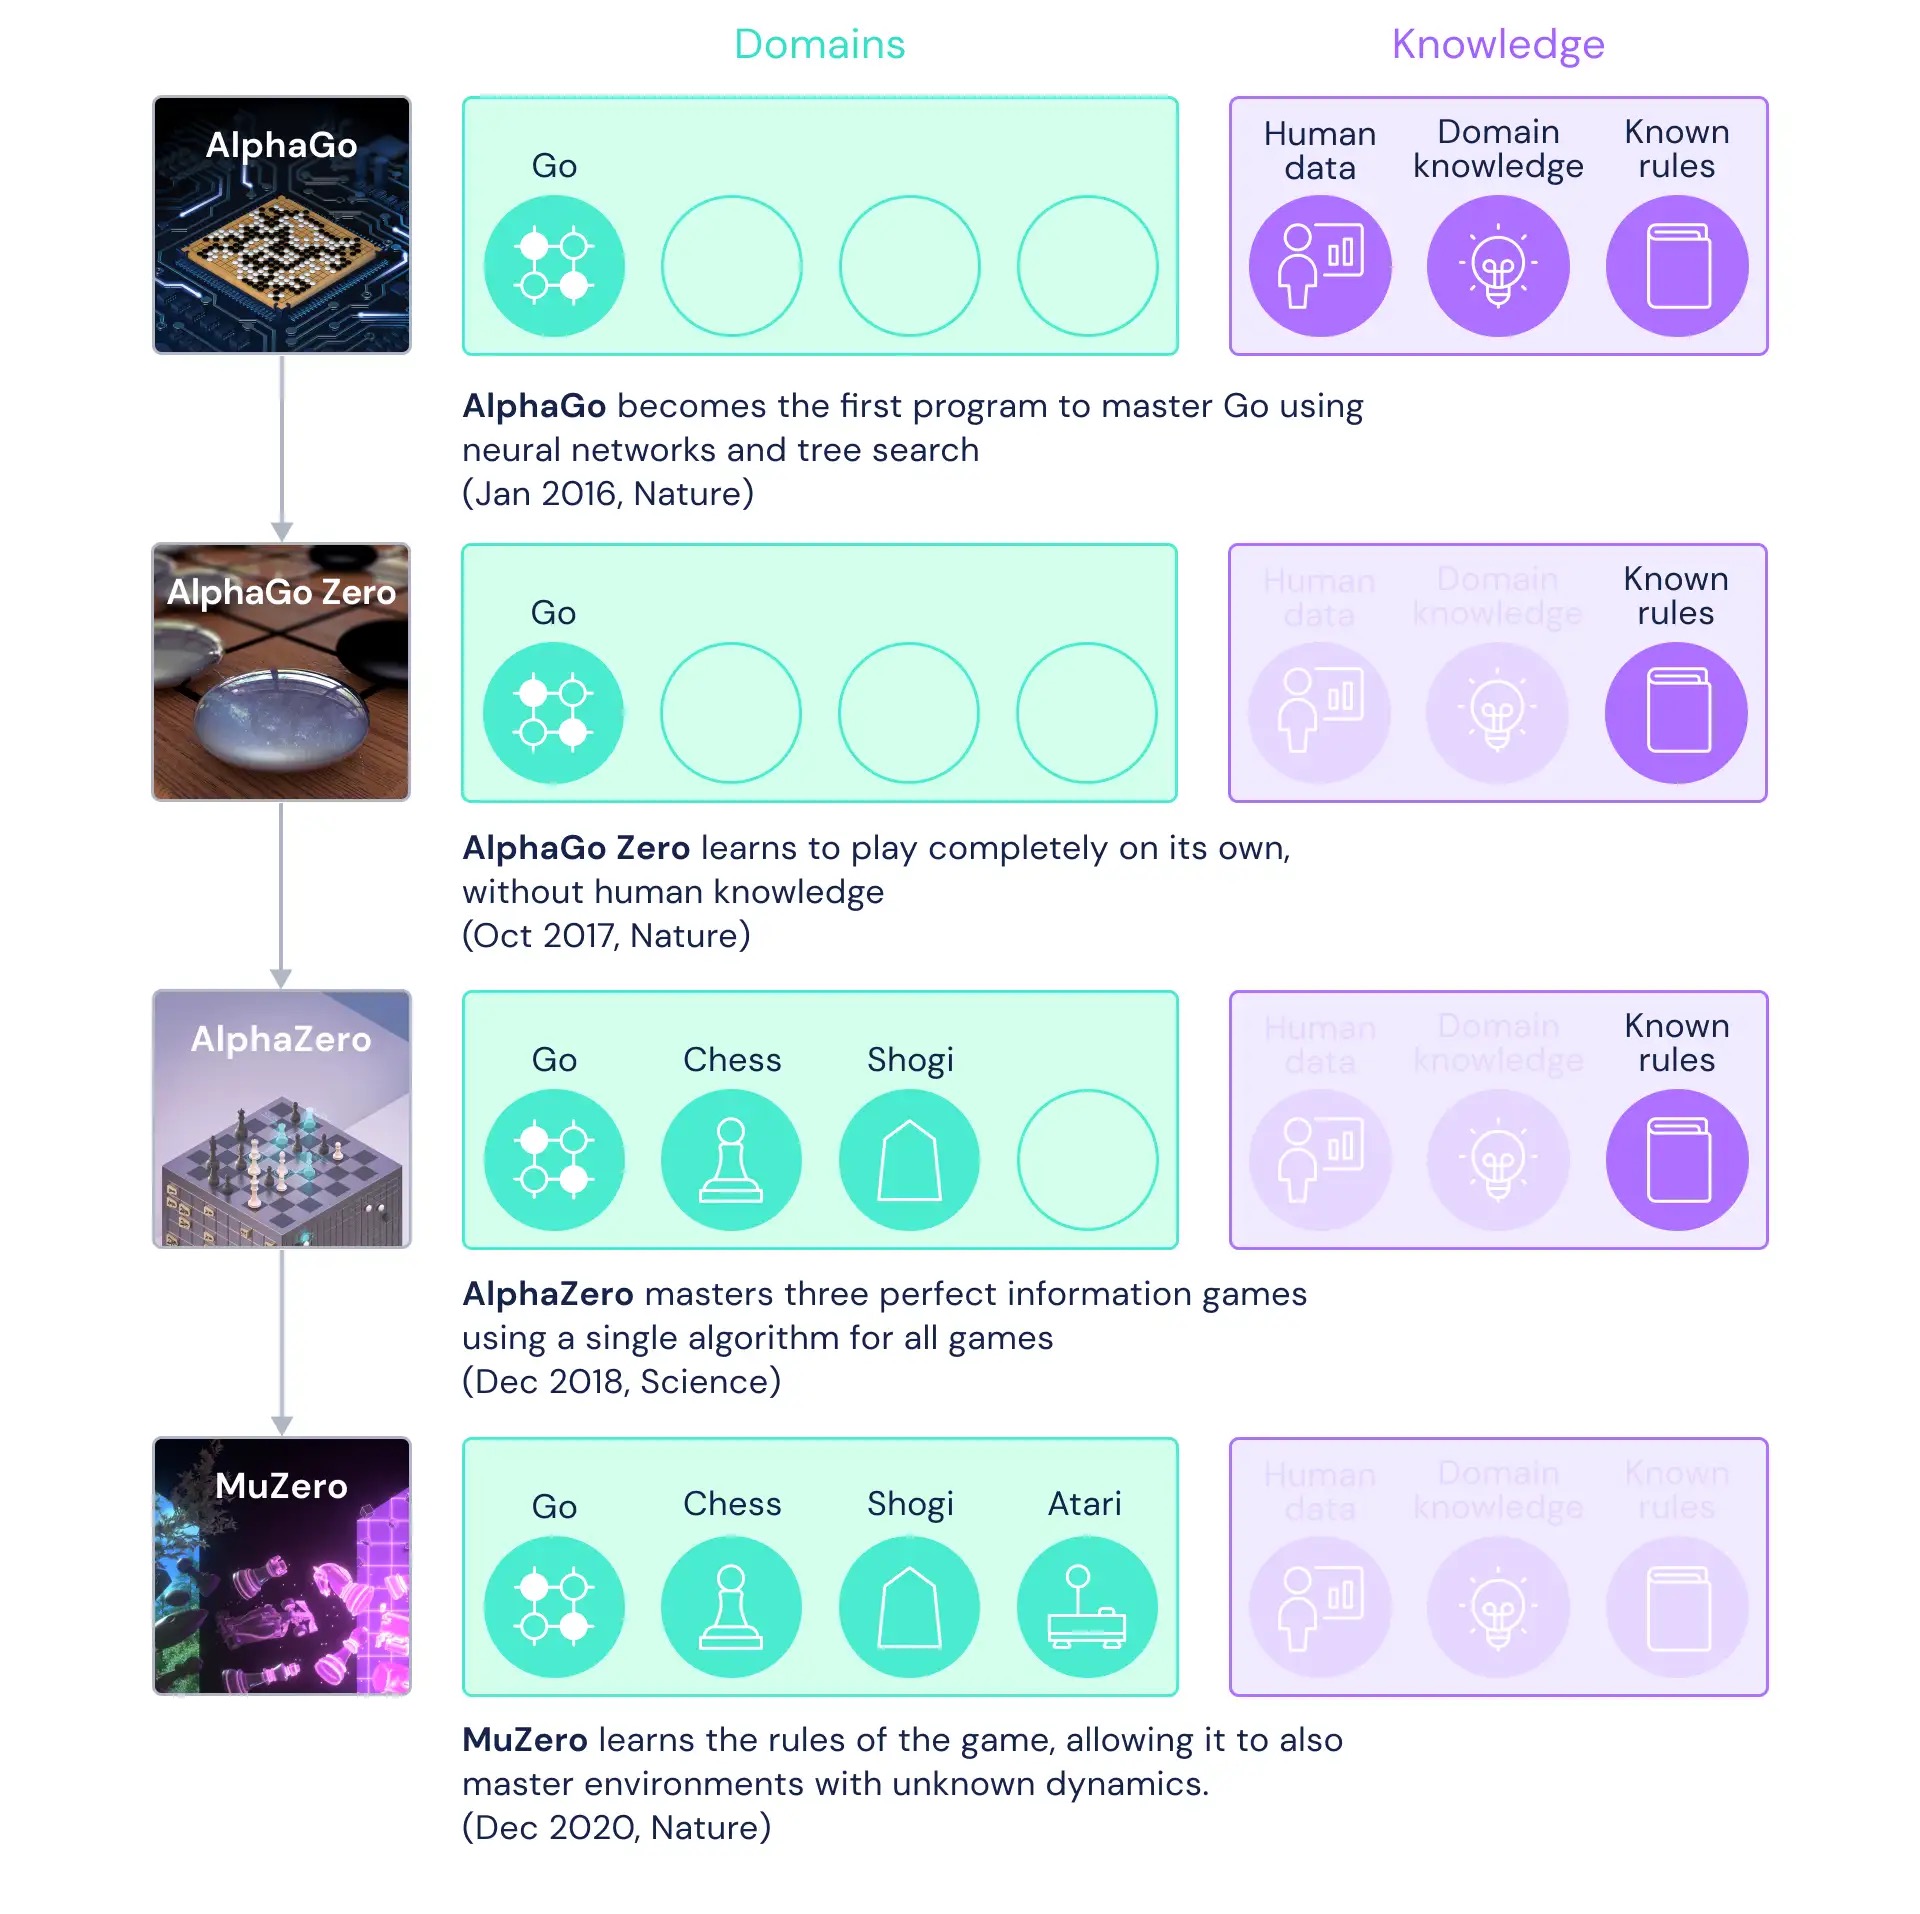 Domains
Knowledge
AlphaGo
Go
Human
data
Domain
knowledge
Known
rules
AlphaGo becomes the first program to master Go using
neural networks and tree search
(Jan 2016, Nature)
AlphaGo Zero
Go
Human
data
Domain
knowledge
Known
rules
AlphaGo Zero learns to play completely on its own,
without human knowledge
(Oct 2017, Nature)
AlphaZero
Go
Chess
Shogi
Human
data
Domain
knowledge
Known
rules
AlphaZero masters three perfect information games
using a single algorithm for all games
(Dec 2018, Science)
MuZero
Go
Chess
Shogi
Atari
Human
data
Domain
knowledge
Known
rules
MuZero learns the rules of the game, allowing it to also
master environments with unknown dynamics.
(Dec 2020, Nature)